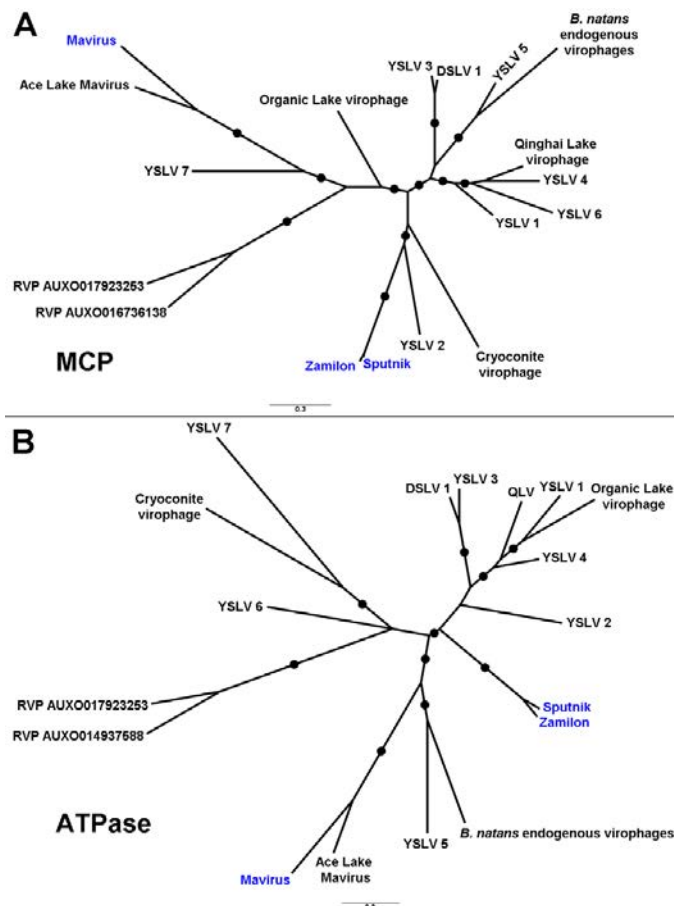 A
Mavirus
Ace Lake Mavirus
YSLV 7
RVP AUXO017923253
RVP AUXO016736138
Organic Lake virophage
YSLV 3
DSLV 1
YSLV 5
B. natans
endogenous
virophages
Qinghai Lake
virophage
YSLV 4
YSLV 6
YSLV 1
Cryoconite
virophage
YSLV 2
Zamilon
Sputnik
MCP
0.3
B
YSLV 7
Cryoconite
virophage
YSLV 6
RVP AUXO017923253
RVP AUXO014937688
DSLV 1
YSLV 3
QLV
YSLV 1
Organic Lake
virophage
YSLV 4
YSLV 2
Sputnik
Zamilon
B. natans endogenous virophages
YSLV 5
Ace Lake
Mavirus
Mavirus
ATPase